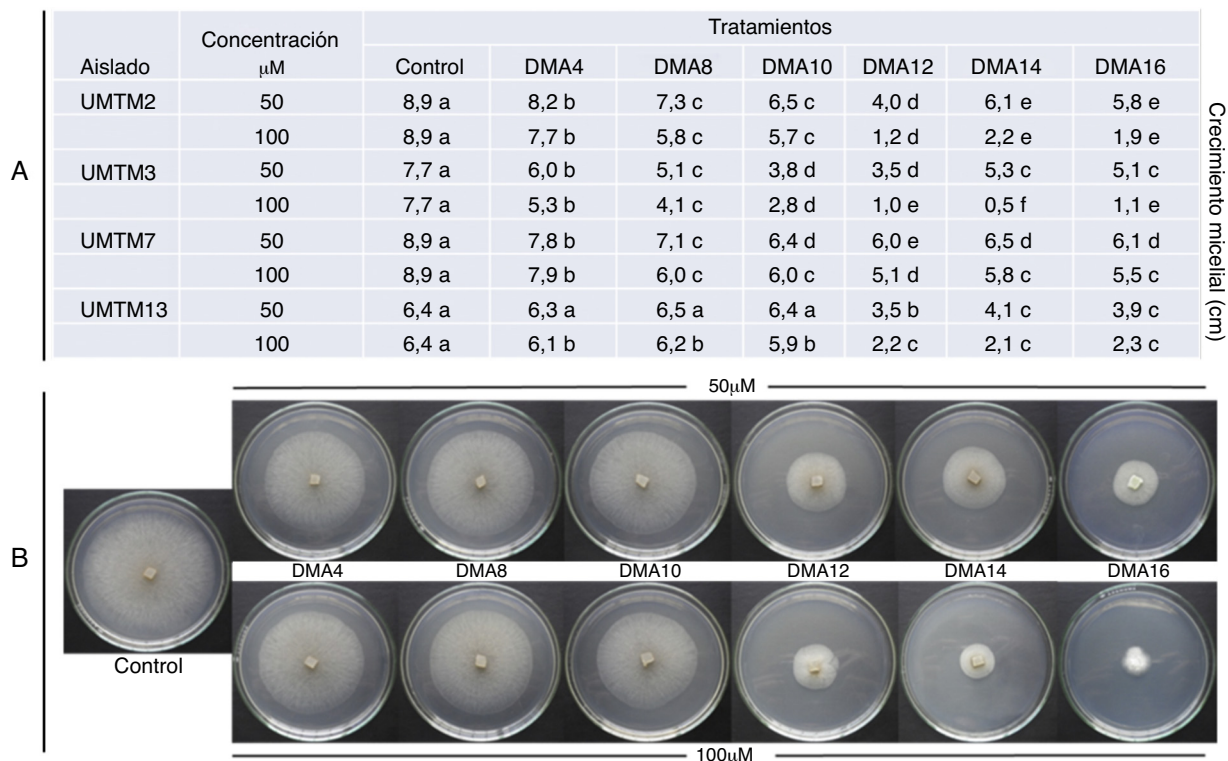 Tratamientos
Aislado Concentración μM Control DMA4 DMA8 DMA10 DMA12 DMA14 DMA16
UMTM2 50 8,9 a 8,2 b 7,3 c 6,5 c 4,0 d 6,1 e 5,8 e
100 8,9 a 7,7 b 5,8 c 5,7 c 1,2 d 2,2 e 1,9 e
UMTM3 50 7,7 a 6,0 b 5,1 c 3,8 d 3,5 d 5,3 c 5,1 c
100 7,7 a 5,3 b 4,1 c 2,8 d 1,0 e 0,5 f 1,1 e
UMTM7 50 8,9 a 7,8 b 7,1 c 6,4 d 6,0 e 6,5 d 6,1 d
100 8,9 a 7,9 b 6,0 c 6,0 c 5,1 d 5,8 c 5,5 c
UMTM13 50 6,4 a 6,3 a 6,5 a 6,4 a 3,5 b 4,1 c 3,9 c
100 6,4 a 6,1 b 6,2 b 5,9 b 2,2 c 2,1 c 2,3 c
Crecimiento micelial (cm)
A
50μM
B
DMA4 DMA8 DMA10 DMA12 DMA14 DMA16
Control
100μM